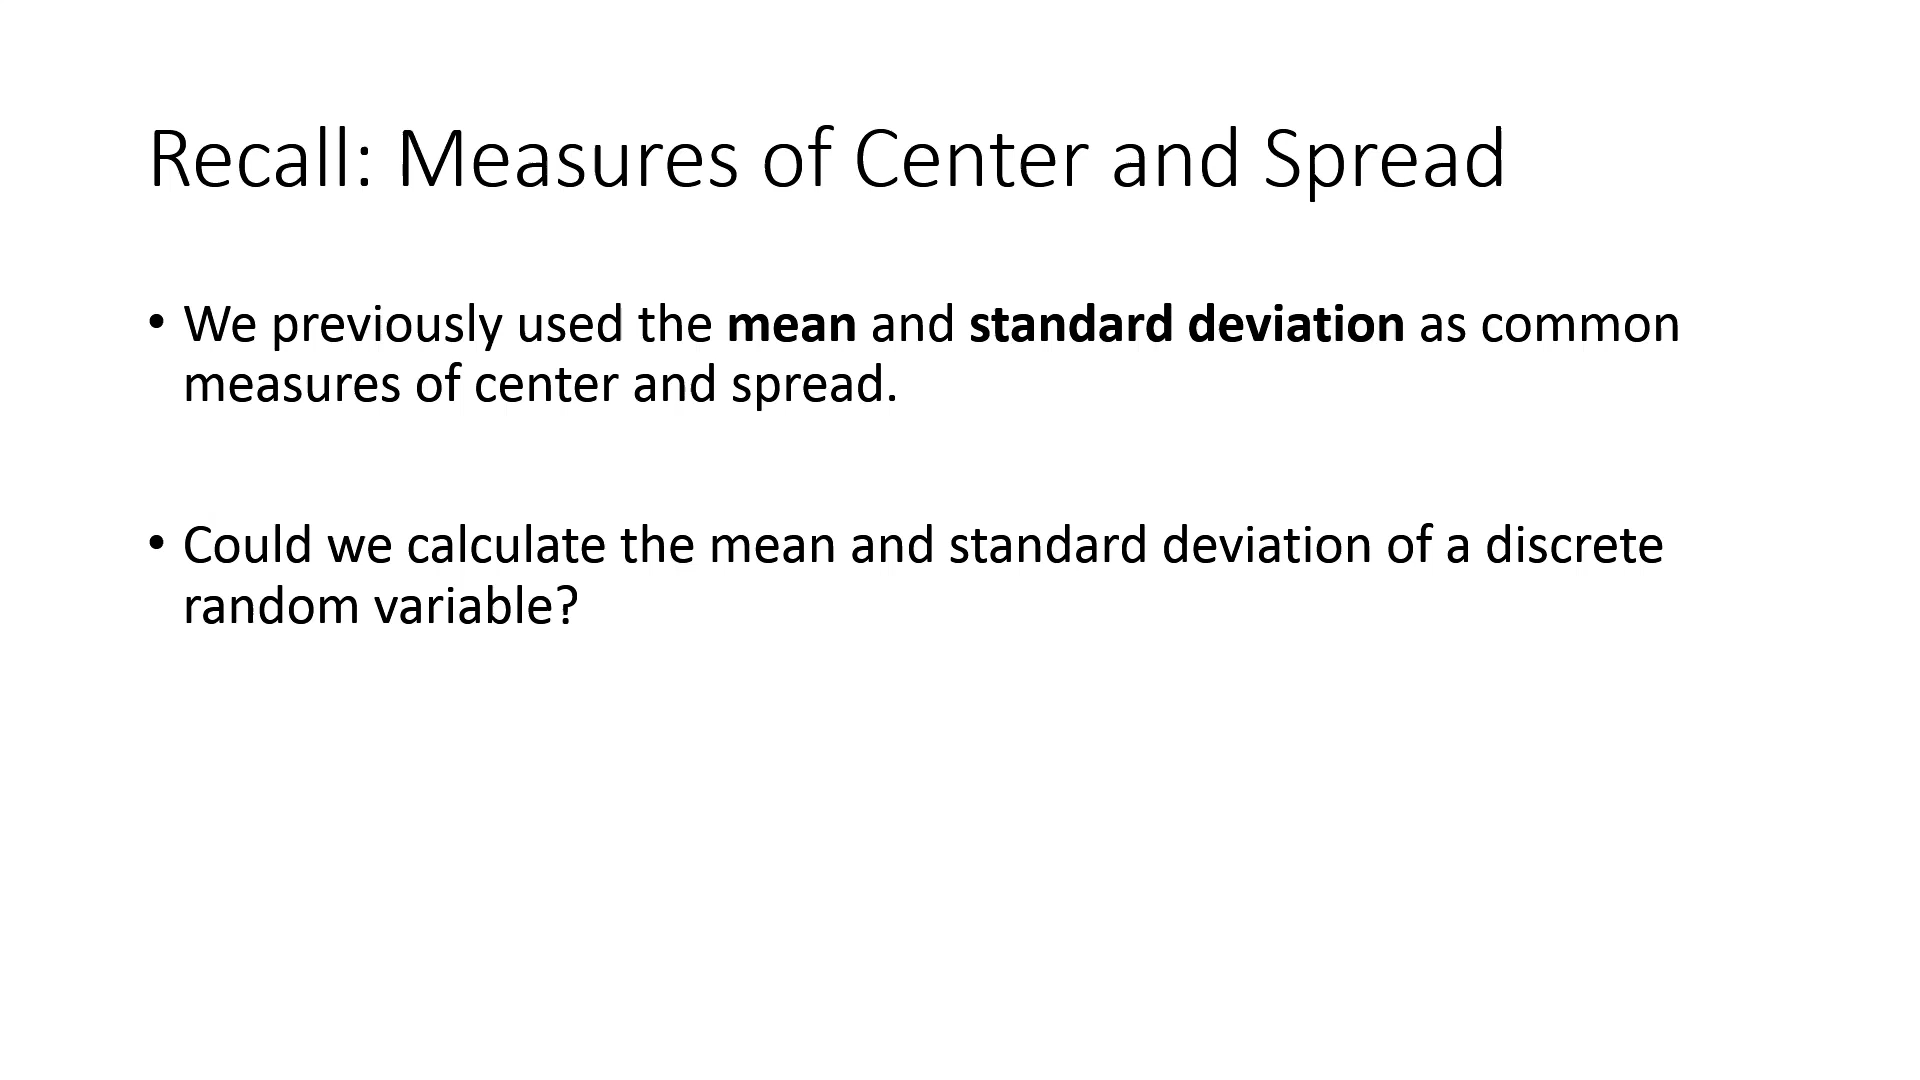 Recall: Measures of Center and Spread
• We previously used the mean and standard deviation as common
measures of center and spread.
• Could we calculate the mean and standard deviation of a discrete
random variable?